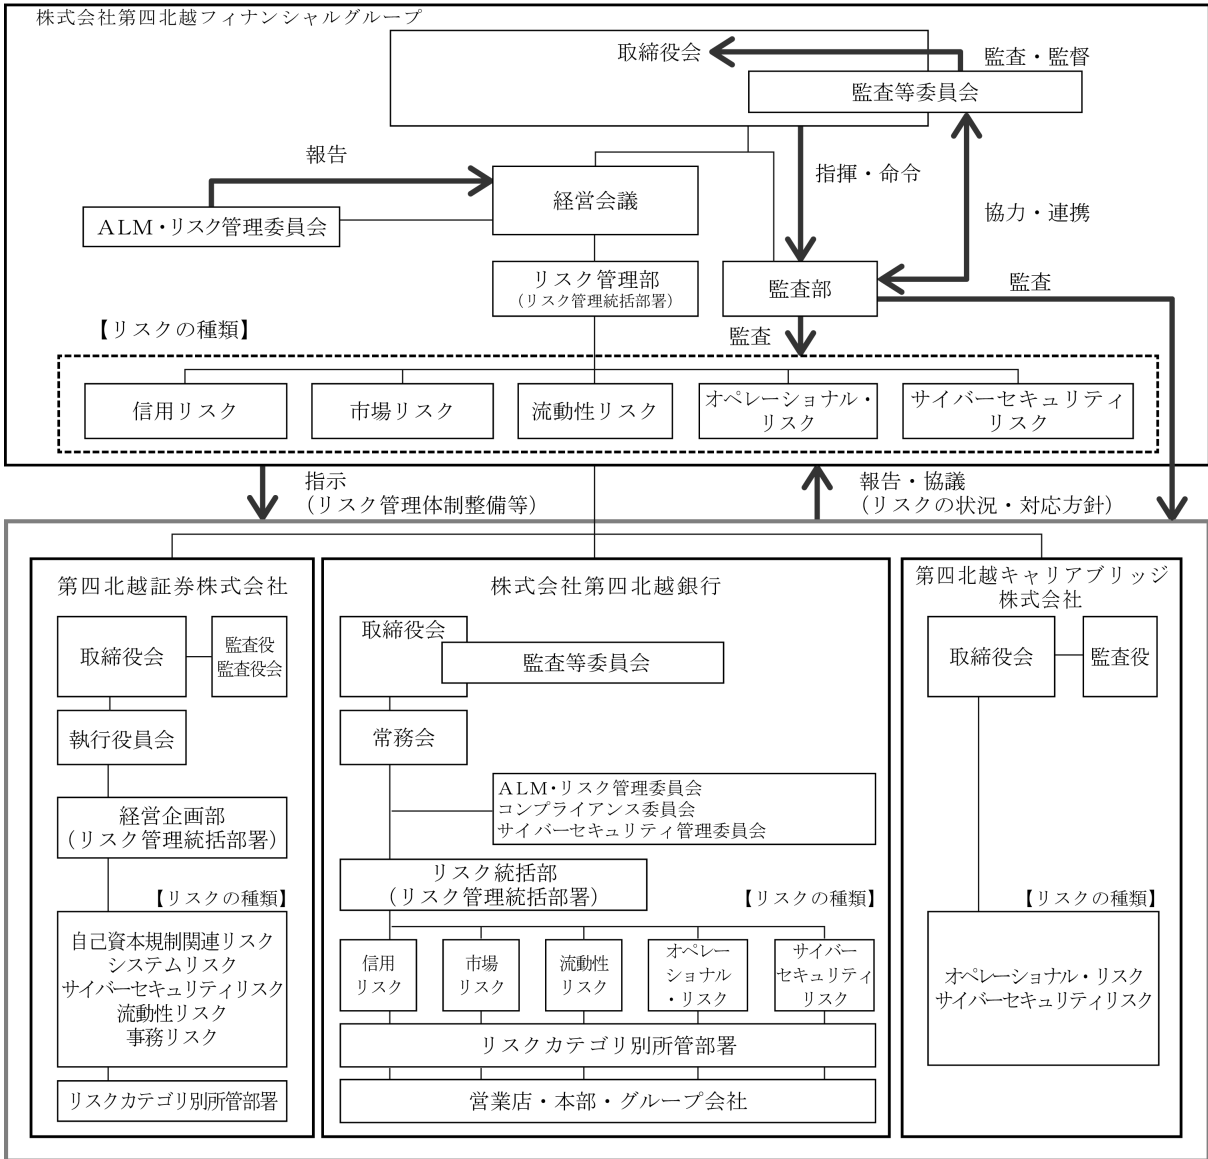 株式会社第四北越フィナンシャルグループ
取締役会
監査・監督
監査等委員会
報告
指揮・命令
経営会議
協力・連携
ALM・リスク管理委員会
リスク管理部
(リスク管理統括部署)
監査部
監査
【リスクの種類】
監査
信用リスク
市場リスク
流動性リスク
オペレーショナル・
リスク
サイバーセキュリティ
リスク
指示
(リスク管理体制整備等)
報告・協議
(リスクの状況・対応方針)
第四北越証券株式会社
取締役会
監査役
監査役会
執行役員会
経営企画部
(リスク管理統括部署)
【リスクの種類】
自己資本規制関連リスク
システムリスク
サイバーセキュリティリスク
流動性リスク
事務リスク
リスクカテゴリ別所管部署
株式会社第四北越銀行
取締役会
監査等委員会
常務会
ALM・リスク管理委員会
コンプライアンス委員会
サイバーセキュリティ管理委員会
リスク統括部
(リスク管理統括部署)
【リスクの種類】
信用
リスク
市場
リスク
流動性
リスク
オペレー
ショナル
・リスク
サイバー
セキュリティ
リスク
リスクカテゴリ別所管部署
営業店・本部・グループ会社
第四北越キャリアブリッジ
株式会社
取締役会
監査役
【リスクの種類】
オペレーショナル・リスク
サイバーセキュリティリスク